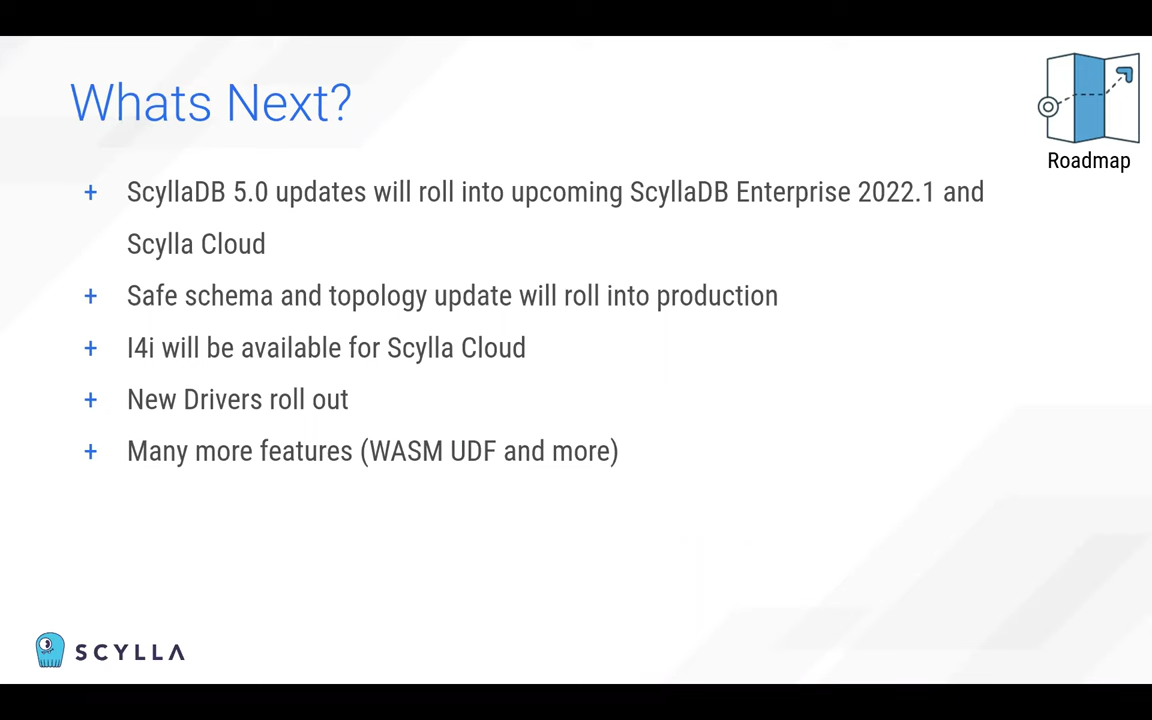 Whats Next?
Roadmap
+ ScyllaDB 5.0 updates will roll into upcoming ScyllaDB Enterprise 2022.1 and
Scylla Cloud
+ Safe schema and topology update will roll into production
+ I4i will be available for Scylla Cloud
+ New Drivers roll out
+ Many more features (WASM UDF and more)
SCYLLA